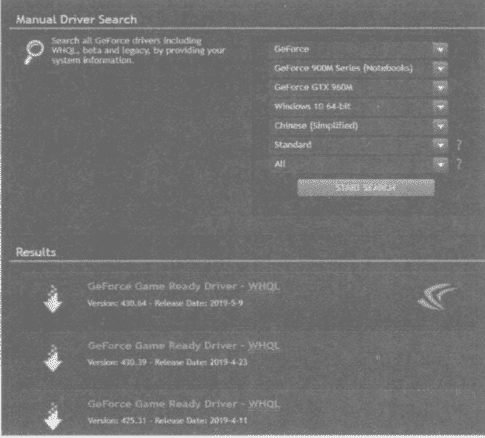 Manual Driver Search
Search all GeForce drivers including
WHQL, beta and legacy, by providing your
system information.
GeForce
GeForce 900M Series (Notebooks)
GeForce GTX 960M
Windows 10 64-bit
Chinese (Simplified)
Standard
?
All
?
START SEARCH
Results
GeForce Game Ready Driver - WHQL
Version: 430.64 - Release Date: 2019-5-9
GeForce Game Ready Driver - WHQL
Version: 430.39 - Release Date: 2019-4-23
GeForce Game Ready Driver - WHQL
Version: 425.31 - Release Date: 2019-4-11